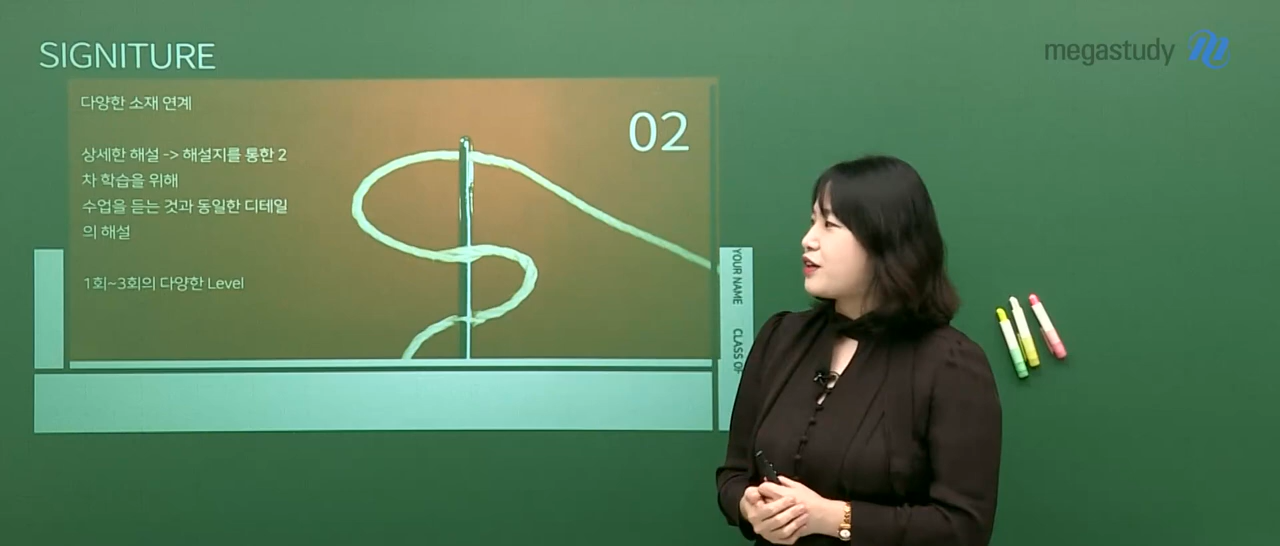 SIGNITURE
megastudy
다양한 소재 연계
02
상세한 해설 -> 해설지를 통한 2
차 학습을 위해
수업을 듣는 것과 동일한 디테일
의 해설
1회~3회의 다양한 Level
YOUR NAME CLASS OF